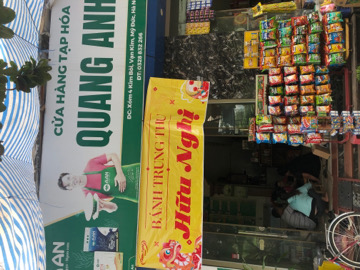 CỬA HÀNG TẠP HÓA
QUANG ANH
ĐC: Xóm 4 Kim Bôi, Vạn Kim, Mỹ Đức, Hà N
ĐT: 0328 832 266
BÁNH TRUNG THU
Hữu Nghị